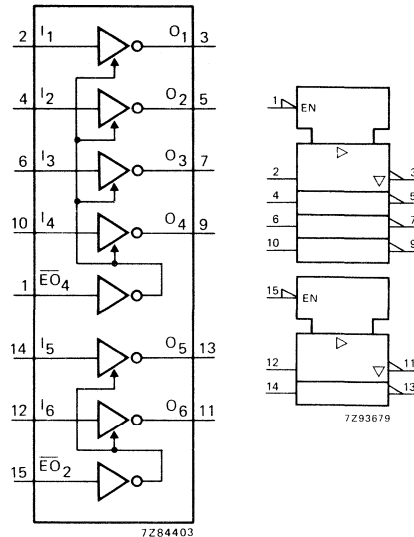 2 I1 O1 3
4 I2 O2 5
6 I3 O3 7
10 I4 O4 9
1 E̅O̅4
14 I5 O5 13
12 I6 O6 11
15 E̅O̅2
7Z84403
1 EN
2 3
4 5
6 7
10 9
15 EN
12 11
14 13
7Z93679